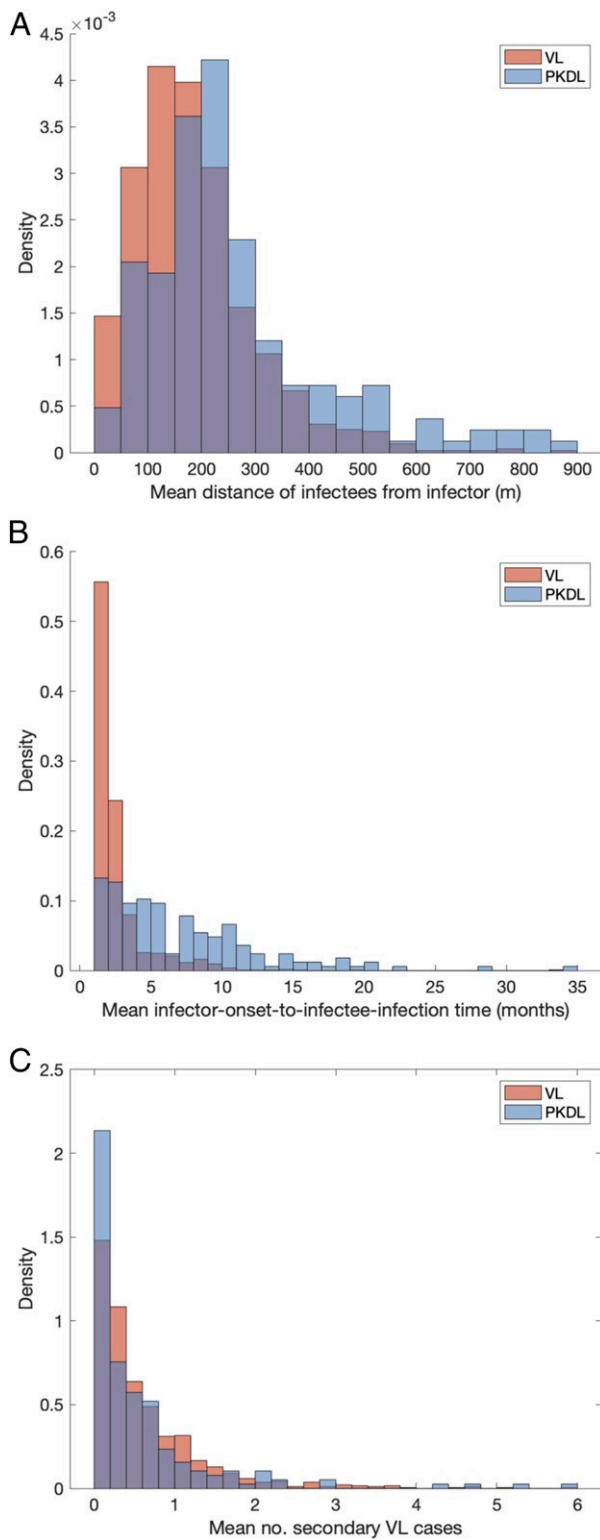 A
×10⁻³
4.5
4
3.5
3
2.5
2
1.5
1
0.5
0
Density
VL
PKDL
0 100 200 300 400 500 600 700 800 900
Mean distance of infectees from infector (m)
B
0.6
0.5
0.4
0.3
0.2
0.1
0
Density
VL
PKDL
0 5 10 15 20 25 30 35
Mean infector-onset-to-infectee-infection time (months)
C
2.5
2
1.5
1
0.5
0
Density
VL
PKDL
0 1 2 3 4 5 6
Mean no. secondary VL cases